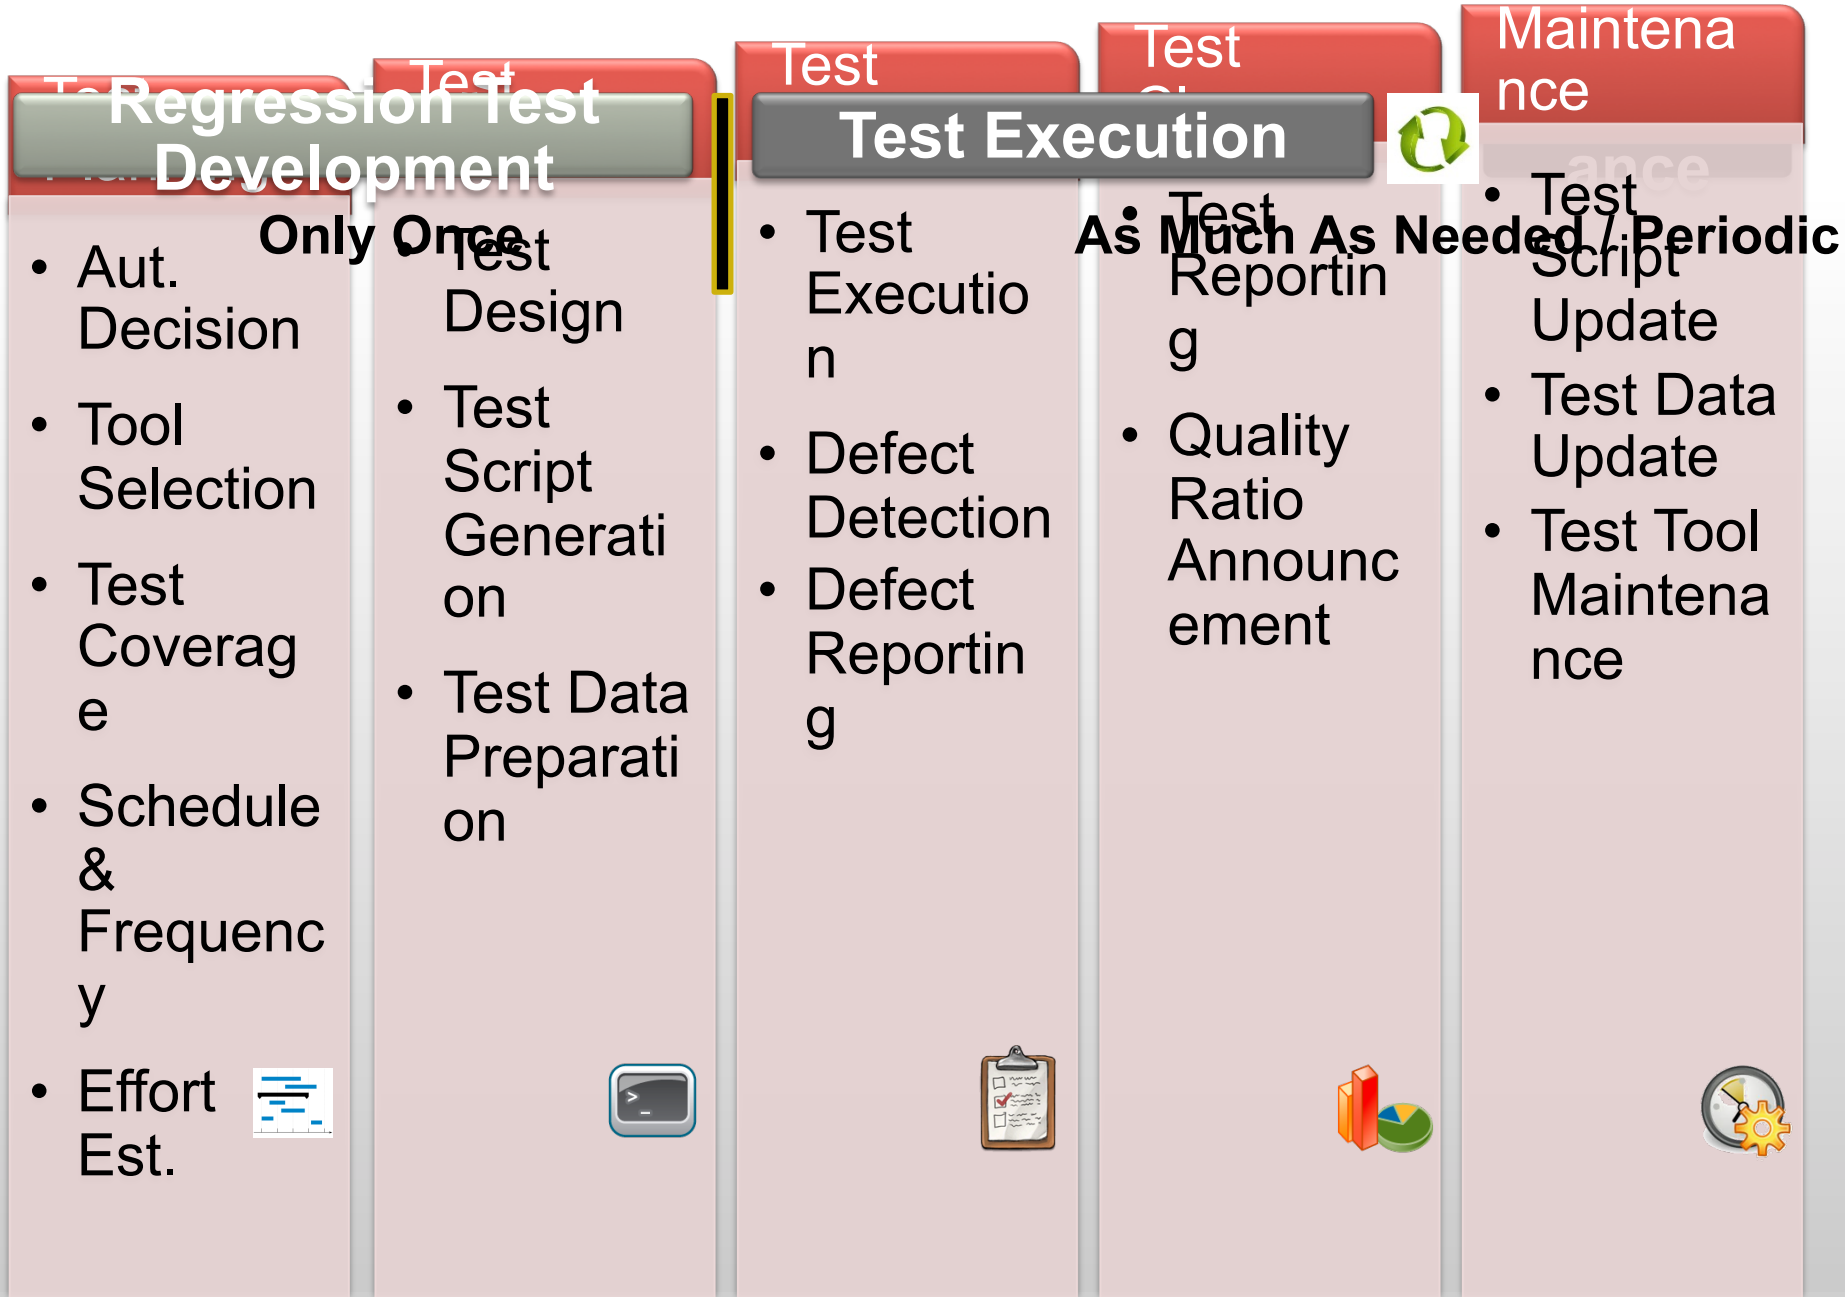 Test
Test
Test
Maintena
nce
Regression Test
Development
Test Execution
ance
Only Once
As Much As Needed / Periodic
• Aut.
Decision
• Tool
Selection
• Test
Coverag
e
• Schedule
&
Frequenc
y
• Effort
Est.
• Test
Design
• Test
Script
Generati
on
• Test Data
Preparati
on
• Test
Executio
n
• Defect
Detection
• Defect
Reportin
g
• Test
Reportin
g
• Quality
Ratio
Announc
ement
• Test
Script
Update
• Test Data
Update
• Test Tool
Maintena
nce